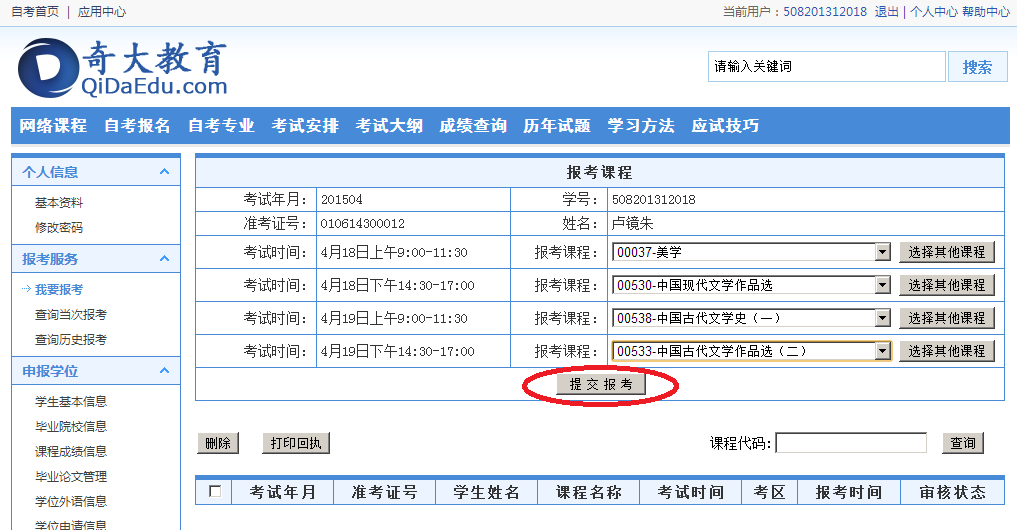 自考首页 | 应用中心 当前用户：508201312018 退出 | 个人中心 帮助中心
奇大教育
QiDaEdu.com
请输入关键词 搜索
网络课程 自考报名 自考专业 考试安排 考试大纲 成绩查询 历年试题 学习方法 应试技巧
个人信息
基本资料
修改密码
报考服务
我要报考
查询当次报考
查询历史报考
申报学位
学生基本信息
毕业院校信息
课程成绩信息
毕业论文管理
学位外语信息
学位申请信息
报考课程
考试年月： 201504 学号： 508201312018
准考证号： 010614300012 姓名： 卢镜朱
考试时间： 4月18日上午9:00-11:30 报考课程： 00037-美学 选择其他课程
考试时间： 4月18日下午14:30-17:00 报考课程： 00530-中国现代文学作品选 选择其他课程
考试时间： 4月19日上午9:00-11:30 报考课程： 00538-中国古代文学史（一） 选择其他课程
考试时间： 4月19日下午14:30-17:00 报考课程： 00533-中国古代文学作品选（二） 选择其他课程
提 交 报 考
删除 打印回执 课程代码: 查询
考试年月 准考证号 学生姓名 课程名称 考试时间 考区 报考时间 审核状态